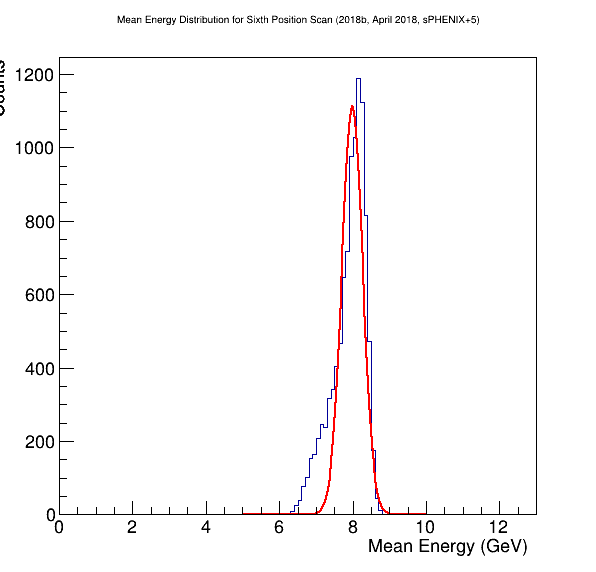 Mean Energy Distribution for Sixth Position Scan (2018b, April 2018, sPHENIX+5)
Counts
1200
1000
800
600
400
200
0
0 2 4 6 8 10 12
Mean Energy (GeV)